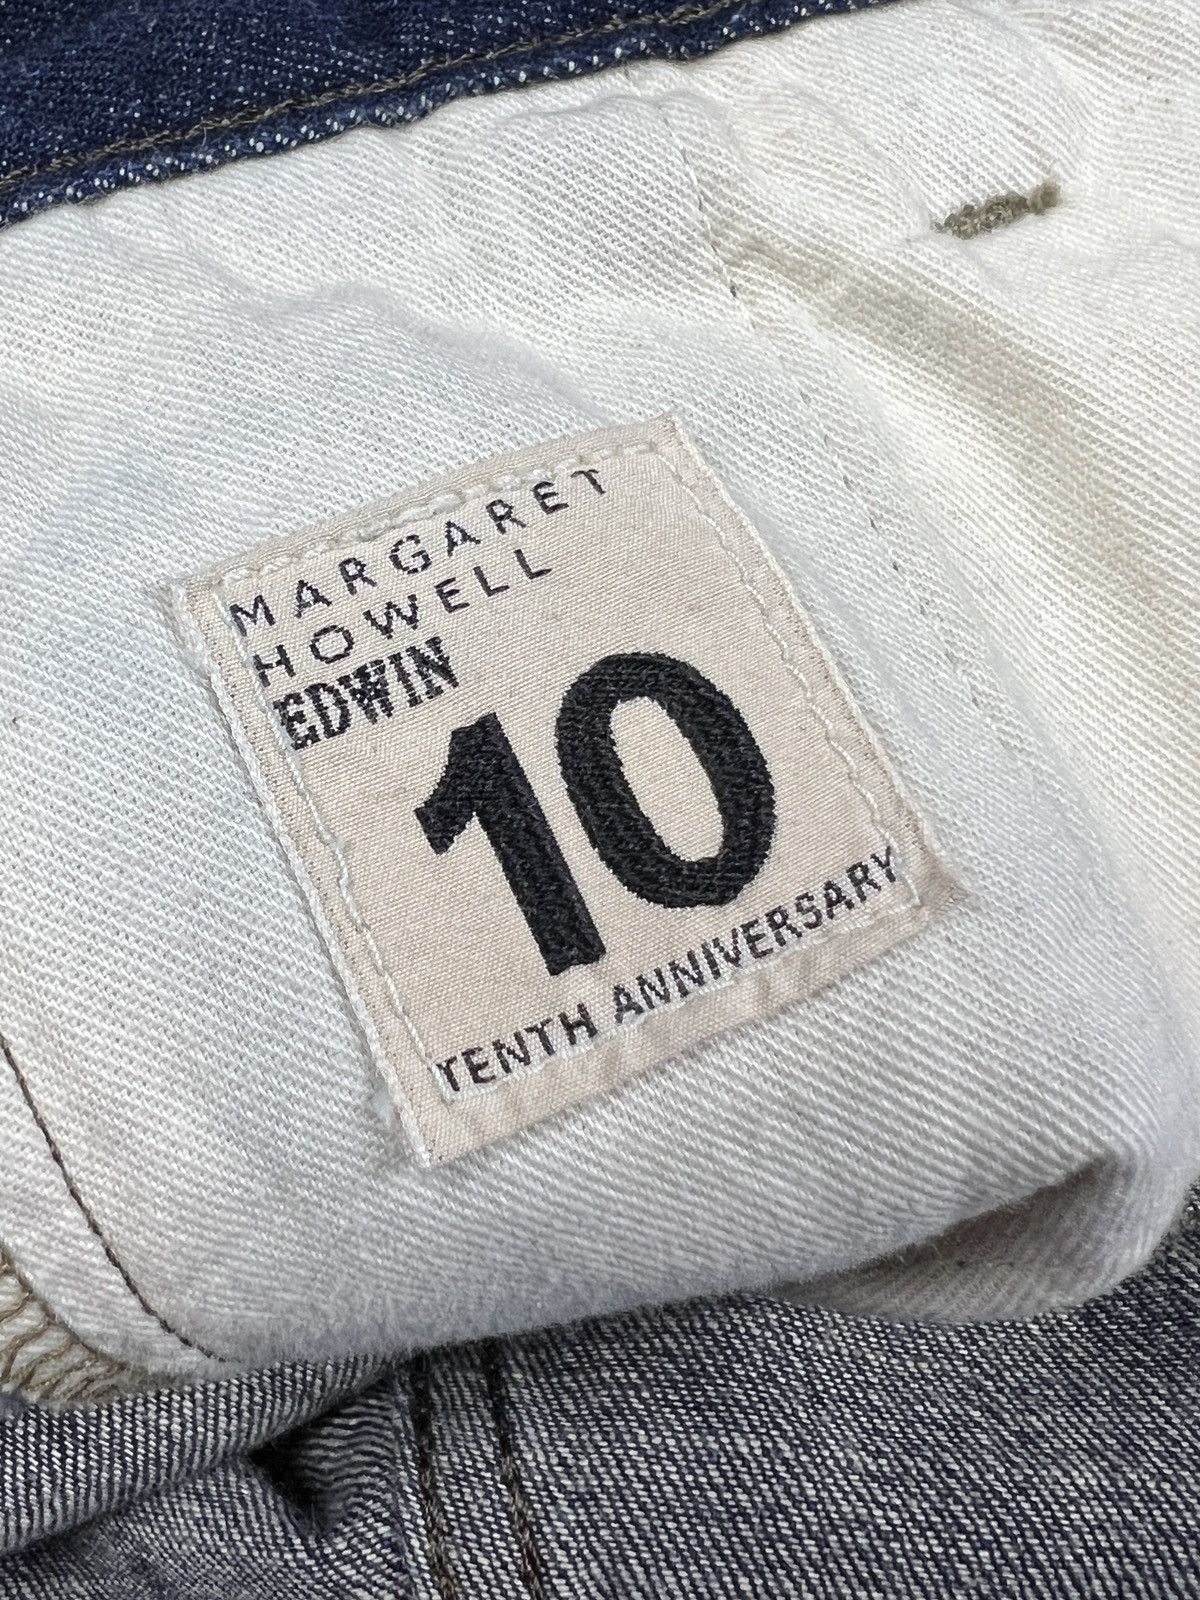 MARGARET
HOWELL
EDWIN
10
TENTH ANNIVERSARY